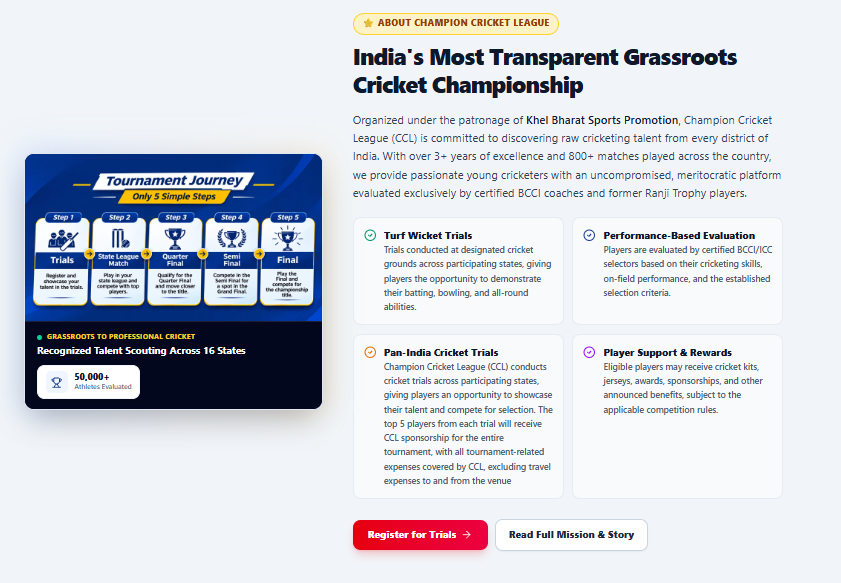 ABOUT CHAMPION CRICKET LEAGUE
India's Most Transparent Grassroots
Cricket Championship
Organized under the patronage of Khel Bharat Sports Promotion, Champion Cricket
League (CCL) is committed to discovering raw cricketing talent from every district of
India. With over 3+ years of excellence and 800+ matches played across the country,
we provide passionate young cricketers with an uncompromised, meritocratic platform
evaluated exclusively by certified BCCI coaches and former Ranji Trophy players.
Tournament Journey
Only 5 Simple Steps
Step 1
Trials
Register and
showcase your
talent in the trials.
Step 2
State League
Match
Play in your
state league and
compete with top
players.
Step 3
Quarter
Final
Qualify for the
Quarter Final
and move closer
to the title.
Step 4
Semi
Final
Compete in the
Semi Final for
a spot in the
Grand Final.
Step 5
Final
Play the
Final and
compete for
the championship
title.
GRASSROOTS TO PROFESSIONAL CRICKET
Recognized Talent Scouting Across 16 States
50,000+
Athletes Evaluated
Turf Wicket Trials
Trials conducted at designated cricket
grounds across participating states, giving
players the opportunity to demonstrate
their batting, bowling, and all-round
abilities.
Performance-Based Evaluation
Players are evaluated by certified BCCI/ICC
selectors based on their cricketing skills,
on-field performance, and the established
selection criteria.
Pan-India Cricket Trials
Champion Cricket League (CCL) conducts
cricket trials across participating states,
giving players an opportunity to showcase
their talent and compete for selection. The
top 5 players from each trial will receive
CCL sponsorship for the entire
tournament, with all tournament-related
expenses covered by CCL, excluding travel
expenses to and from the venue
Player Support & Rewards
Eligible players may receive cricket kits,
jerseys, awards, sponsorships, and other
announced benefits, subject to the
applicable competition rules.
Register for Trials →
Read Full Mission & Story